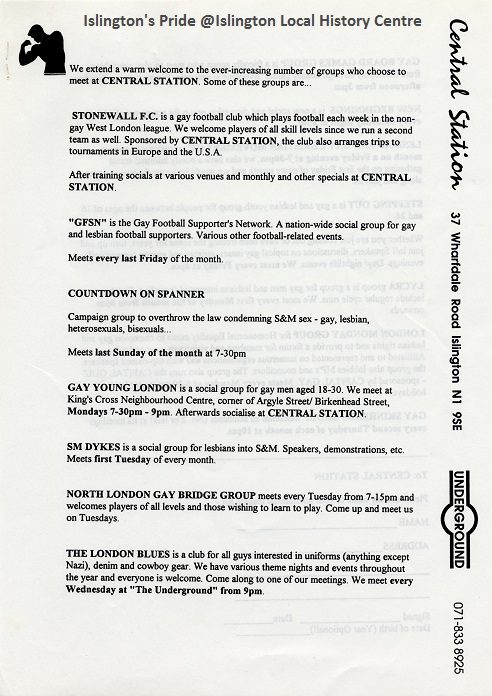 Islington's Pride @Islington Local History Centre
We extend a warm welcome to the ever-increasing number of groups who choose to
meet at CENTRAL STATION. Some of these groups are...
STONEWALL F.C. is a gay football club which plays football each week in the non-
gay West London league. We welcome players of all skill levels since we run a second
team as well. Sponsored by CENTRAL STATION, the club also arranges trips to
tournaments in Europe and the U.S.A.
After training socials at various venues and monthly and other specials at CENTRAL
STATION.
"GFSN" is the Gay Football Supporter's Network. A nation-wide social group for gay
and lesbian football supporters. Various other football-related events.
Meets every last Friday of the month.
COUNTDOWN ON SPANNER
Campaign group to overthrow the law condemning S&M sex - gay, lesbian,
heterosexuals, bisexuals...
Meets last Sunday of the month at 7-30pm
GAY YOUNG LONDON is a social group for gay men aged 18-30. We meet at
King's Cross Neighbourhood Centre, corner of Argyle Street/ Birkenhead Street,
Mondays 7-30pm - 9pm. Afterwards socialise at CENTRAL STATION.
SM DYKES is a social group for lesbians into S&M. Speakers, demonstrations, etc.
Meets first Tuesday of every month.
NORTH LONDON GAY BRIDGE GROUP meets every Tuesday from 7-15pm and
welcomes players of all levels and those wishing to learn to play. Come up and meet us
on Tuesdays.
THE LONDON BLUES is a club for all guys interested in uniforms (anything except
Nazi), denim and cowboy gear. We have various theme nights and events throughout
the year and everyone is welcome. Come along to one of our meetings. We meet every
Wednesday at "The Underground" from 9pm.
Central Station
37 Wharfdale Road Islington N1 9SE
UNDERGROUND
071-833 8925